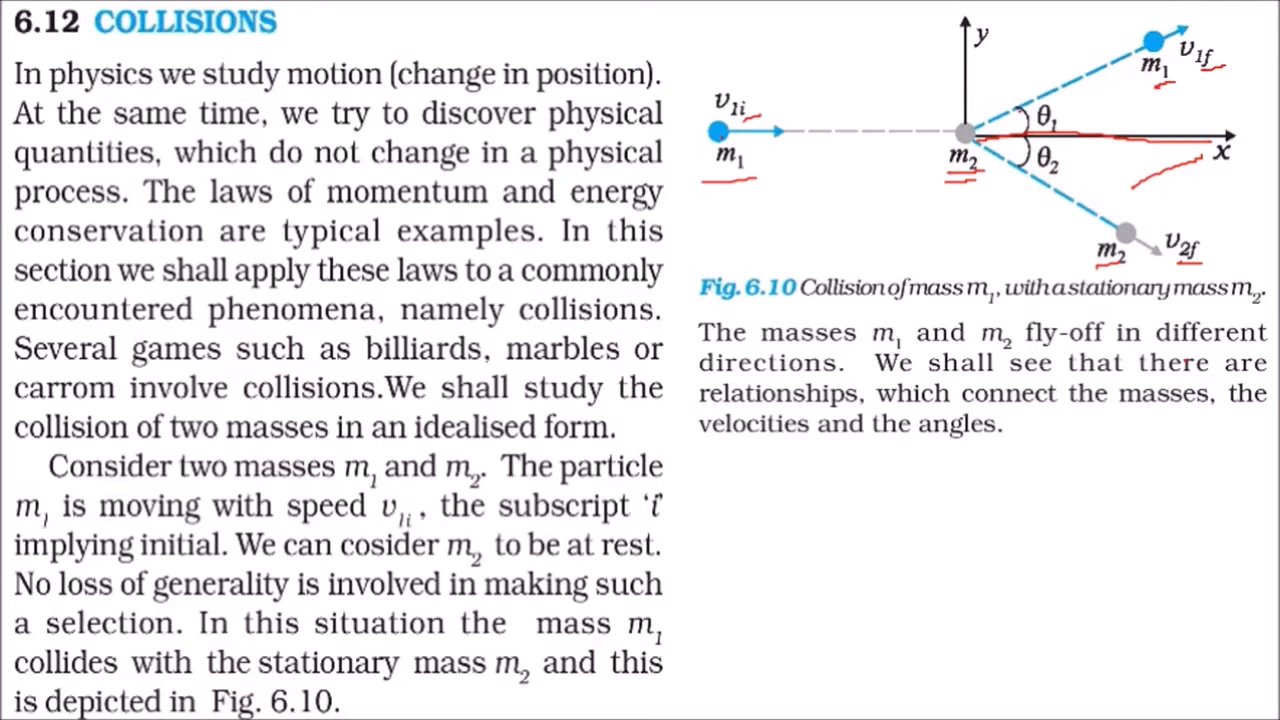 6.12 COLLISIONS
In physics we study motion (change in position).
At the same time, we try to discover physical
quantities, which do not change in a physical
process. The laws of momentum and energy
conservation are typical examples. In this
section we shall apply these laws to a commonly
encountered phenomena, namely collisions.
Several games such as billiards, marbles or
carrom involve collisions.We shall study the
collision of two masses in an idealised form.
Consider two masses m₁ and m₂. The particle
m₁ is moving with speed v₁ᵢ , the subscript ‘i’
implying initial. We can cosider m₂ to be at rest.
No loss of generality is involved in making such
a selection. In this situation the mass m₁
collides with the stationary mass m₂ and this
is depicted in Fig. 6.10.
y
m₁
v1f
v₁ᵢ
m₁
m₂
θ₁
θ₂
x
m₂
v2f
Fig. 6.10 Collision of mass m₁, with a stationary mass m₂.
The masses m₁ and m₂ fly-off in different
directions. We shall see that there are
relationships, which connect the masses, the
velocities and the angles.